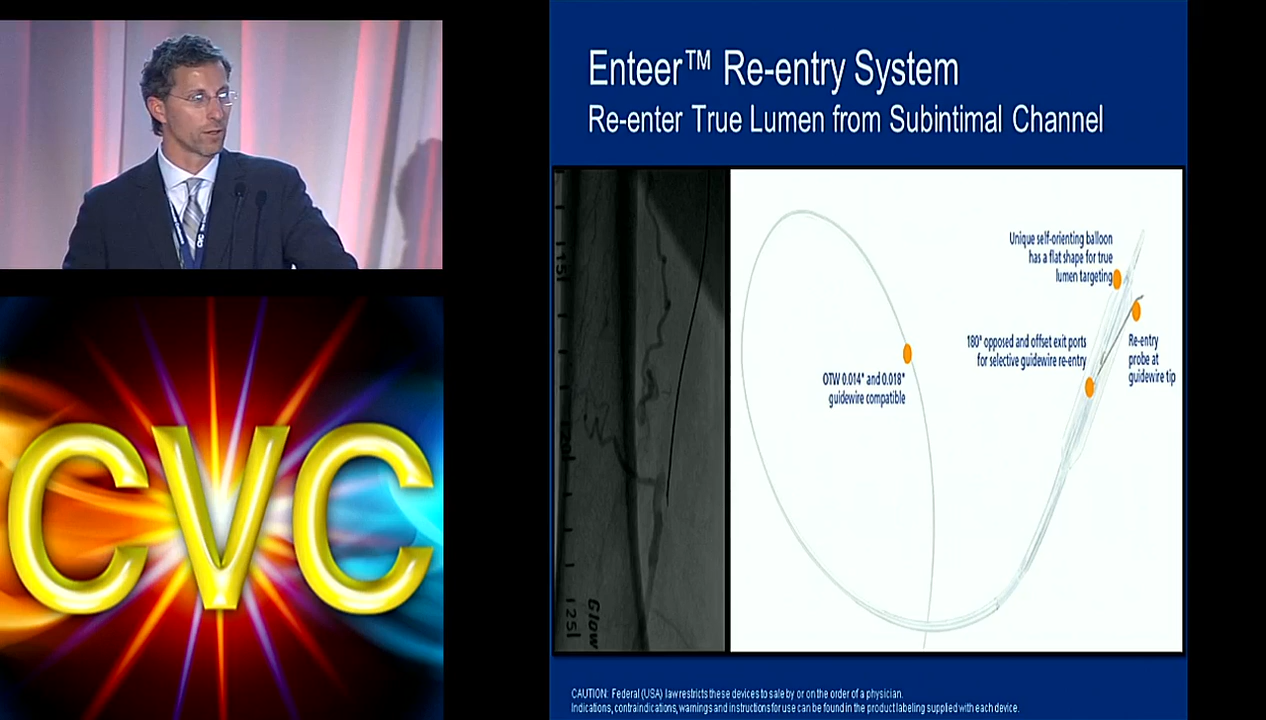 Enteer™ Re-entry System
Re-enter True Lumen from Subintimal Channel
Unique self-orienting balloon
has a flat shape for true
lumen targeting
180° opposed and offset exit ports
for selective guidewire re-entry
Re-entry
probe at
guidewire tip
OTW 0.014" and 0.018"
guidewire compatible
Glow
CVC
CAUTION: Federal (USA) law restricts these devices to sale by or on the order of a physician.
Indications, contraindications, warnings and instructions for use can be found in the product labeling supplied with each device.